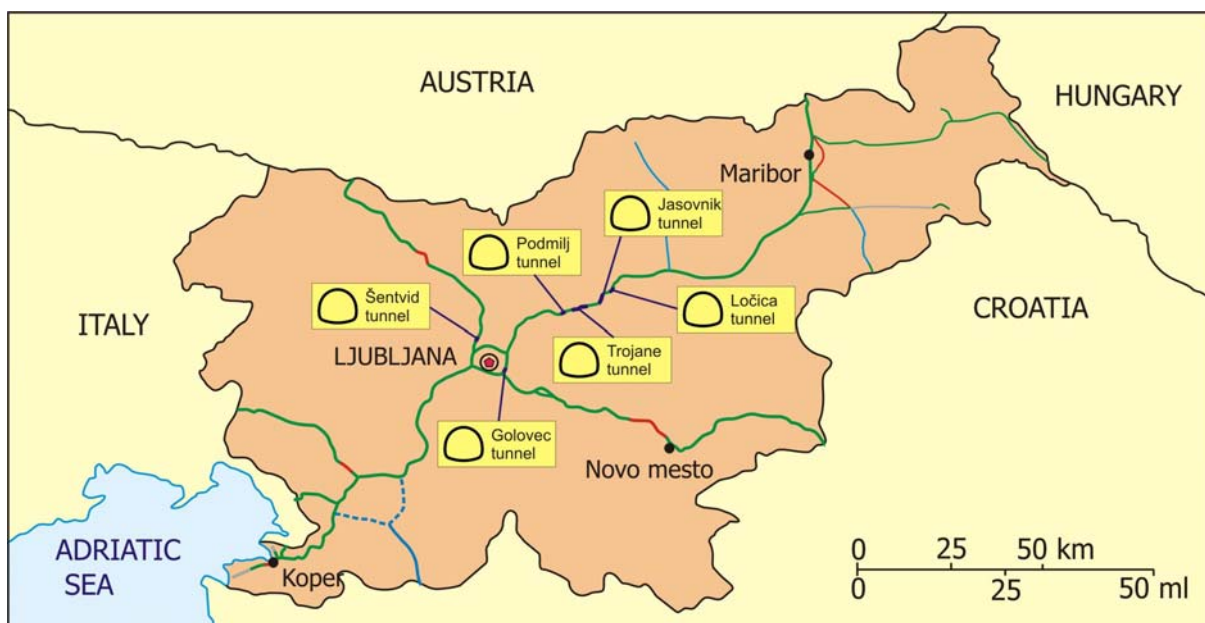 AUSTRIA
HUNGARY
Maribor
Jasovnik
tunnel
Podmilj
tunnel
Šentvid
tunnel
Ločica
tunnel
CROATIA
ITALY
LJUBLJANA
Trojane
tunnel
Golovec
tunnel
Novo mesto
ADRIATIC
SEA
Koper
0 25 50 km
25 50 ml